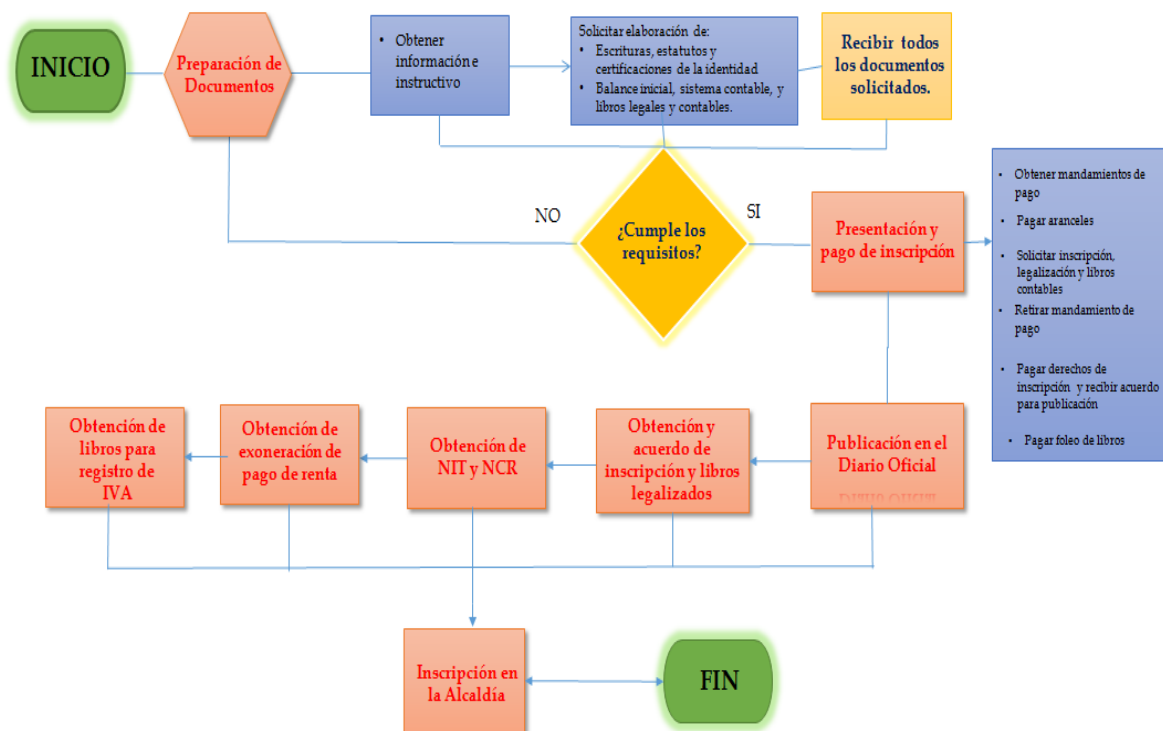 INICIO
Preparación de
Documentos
• Obtener
información e
instructivo
Solicitar elaboración de:
• Escrituras, estatutos y
certificaciones de la identidad
• Balance inicial, sistema contable, y
libros legales y contables.
Recibir todos
los documentos
solicitados.
NO
¿Cumple los
requisitos?
SI
Presentación y
pago de inscripción
• Obtener mandamientos de
pago
• Pagar aranceles
• Solicitar inscripción,
legalización y libros
contables
• Retirar mandamiento de
pago
• Pagar derechos de
inscripción y recibir acuerdo
para publicación
• Pagar foleo de libros
Obtención de
libros para
registro de
IVA
Obtención de
exoneración de
pago de renta
Obtención de
NIT y NCR
Obtención y
acuerdo de
inscripción y libros
legalizados
Publicación en el
Diario Oficial
Inscripción en
la Alcaldía
FIN